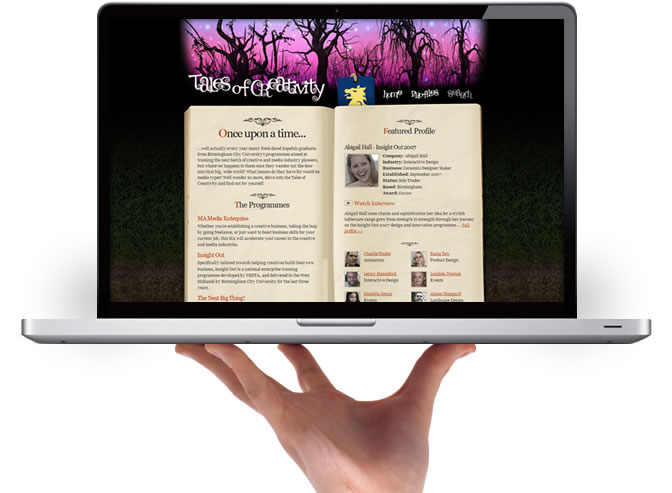 Tales of Creativity
home Profiles Search
Once upon a time...
...well actually every year many fresh-faced hopefuls graduate
from Birmingham City University's programmes aimed at
training the next batch of creative and media industry pioneers,
but whatever happens to them once they wander out the door
into that big, wide world? What lessons do they have for would be
media types? Well wonder no more, delve into the Tales of
Creativity and find out for yourself!
The Programmes
MA Media Enterprise
Whether you're establishing a creative business, taking the leap
by going freelance, or just want to boost business skills for your
current job, this MA will accelerate your career in the creative
and media industries.
Insight Out
Specifically tailored towards helping creative build their own
business, Insight Out is a national enterprise training
programme developed by NESTA, and delivered in the West
Midlands by Birmingham City University for the last three
years.
The Next Big Thing!
Featured Profile
Abigail Hall - Insight Out 2007
Company: Abigail Hall
Industry: Interactive Design
Business: Ceramics Designer Maker
Established: September 2007
Status: Sole Trader
Based: Birmingham
Award: £2000
Watch Interview
Abigail Hall uses charm and sophistication her idea for a stylish
tableware range grew from strength to strength through her journey
on the Insight Out 2007 design and innovation programme... Full
profile >>
Charlie Pinder
Animation
Paula
Product Design
Interactive Design
Lucinda
Events
Events
James Sheppard
Landscape Design